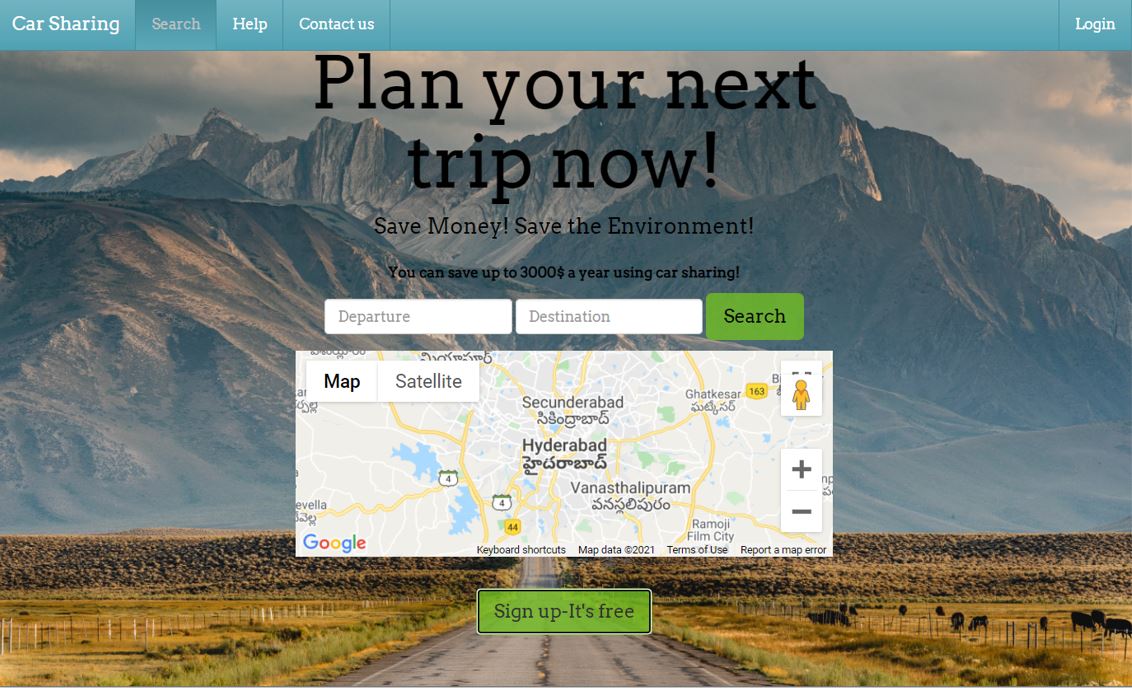 Car Sharing
Search
Help
Contact us
Login
Plan your next
trip now!
Save Money! Save the Environment!
You can save up to 3000$ a year using car sharing!
Departure
Destination
Search
మియాపూర్
Map
Satellite
Secunderabad
సికింద్రాబాద్
Ghatkesar
ఘట్కేసర్
163
Hyderabad
హైదరాబాద్
4
4
Vanasthalipuram
వనస్థలిపురం
44
Ramoji
Film City
Google
Keyboard shortcuts
Map data ©2021
Terms of Use
Report a map error
Sign up-It's free